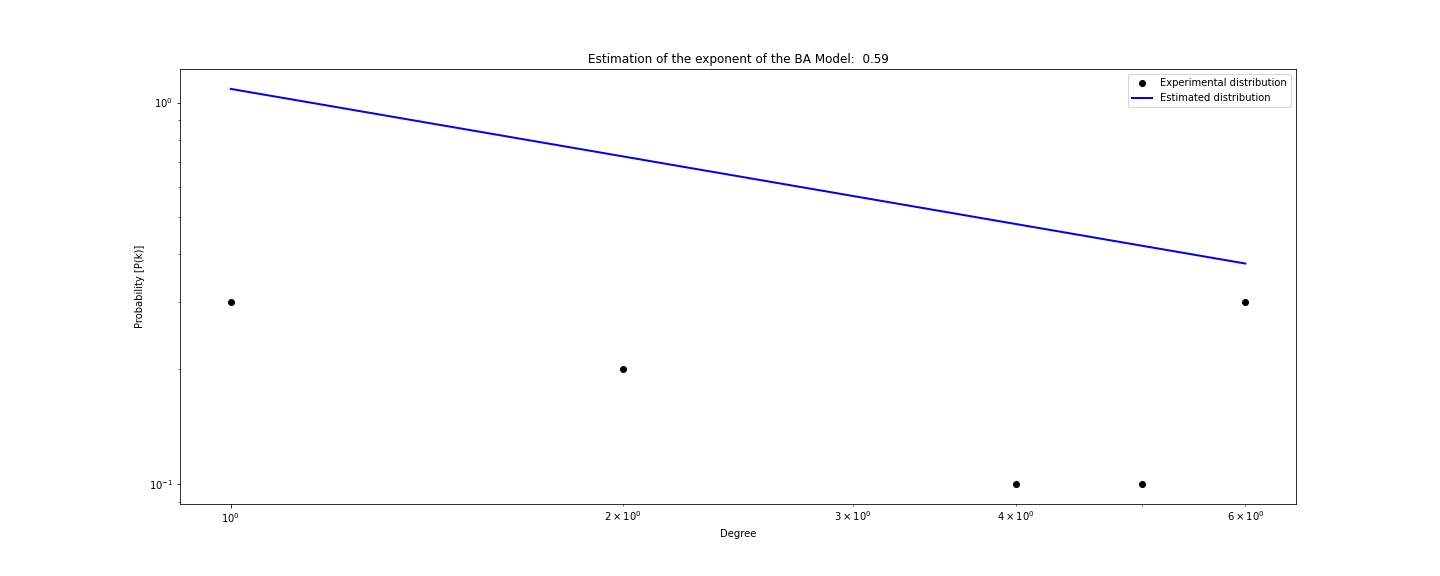 Estimation of the exponent of the BA Model:  0.59
Experimental distribution
Estimated distribution
10⁰
10⁻¹
Probability [P(k)]
10⁰
2 × 10⁰
3 × 10⁰
4 × 10⁰
6 × 10⁰
Degree